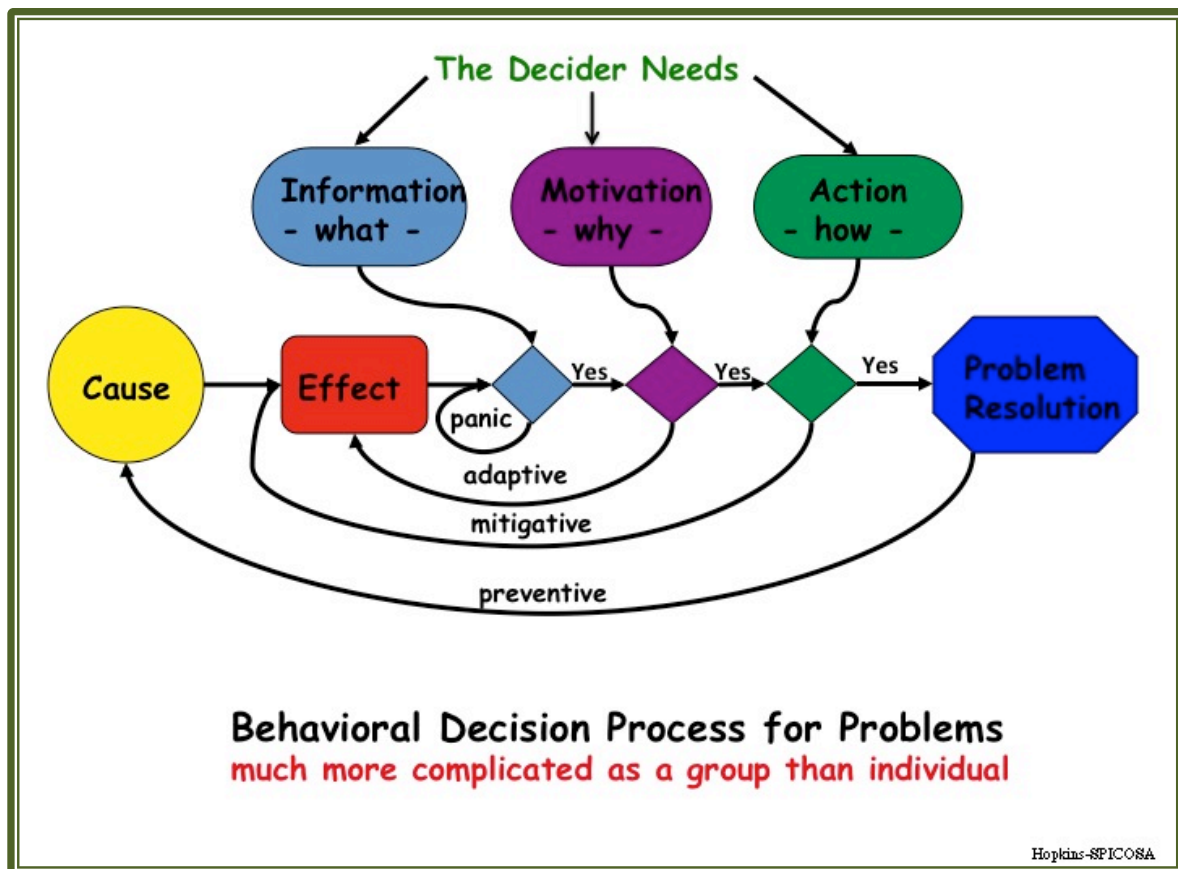 The Decider Needs
Information
- what -
Motivation
- why -
Action
- how -
Cause
Effect
Yes
Yes
Yes
Problem
Resolution
panic
adaptive
mitigative
preventive
Behavioral Decision Process for Problems
much more complicated as a group than individual
Hopkins-SPICOSA